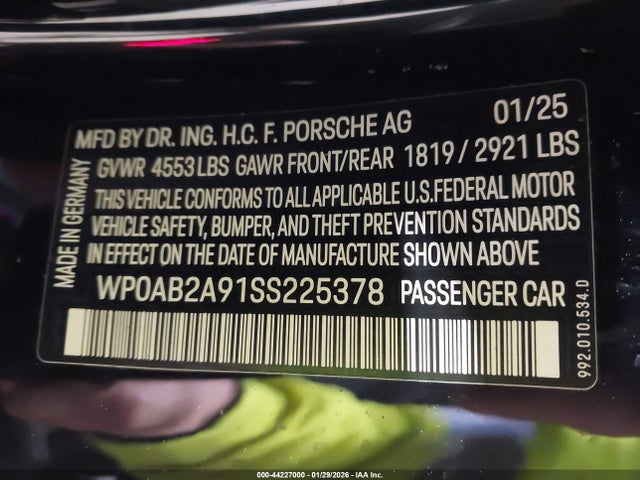 MFD BY DR. ING. H.C. F. PORSCHE AG 01/25
GVWR 4553 LBS GAWR FRONT/REAR 1819 / 2921 LBS
THIS VEHICLE CONFORMS TO ALL APPLICABLE U.S.FEDERAL MOTOR
VEHICLE SAFETY, BUMPER, AND THEFT PREVENTION STANDARDS
IN EFFECT ON THE DATE OF MANUFACTURE SHOWN ABOVE
WP0AB2A91SS225378 PASSENGER CAR
MADE IN GERMANY
992.010.534.D
000-44227000 - 01/29/2026 - IAA Inc.